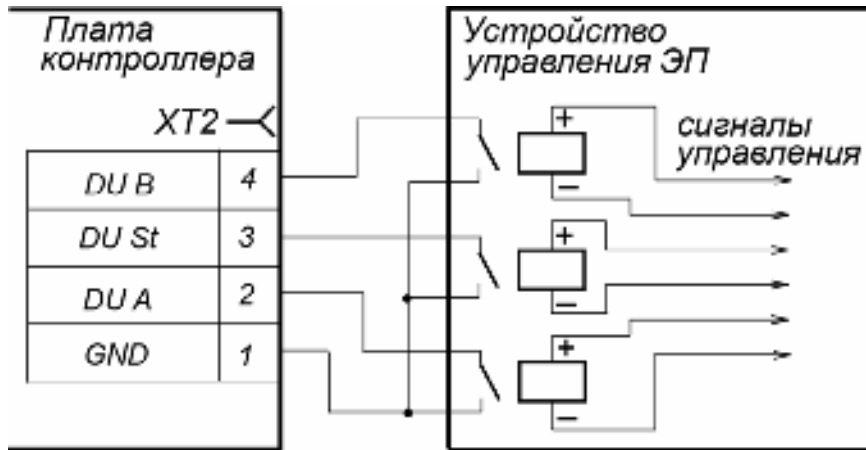 Плата
контроллера
XT2
DU B 4
DU St 3
DU A 2
GND 1
Устройство
управления ЭП
сигналы
управления
+
−
+
−
+
−